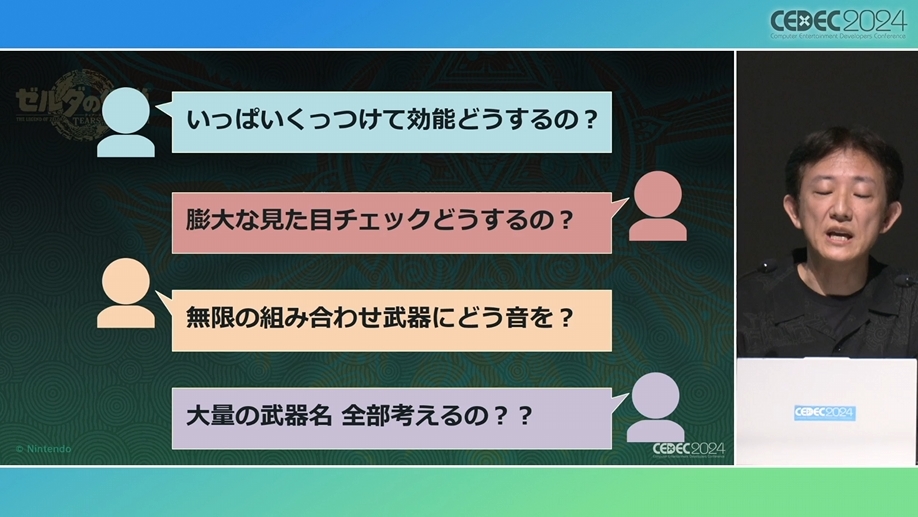 CEDEC2024
Computer Entertainment Developers Conference
ゼルダの
TEARS
いっぱいくっつけて効能どうするの？
膨大な見た目チェックどうするの？
無限の組み合わせ武器にどう音を？
大量の武器名 全部考えるの？？
© Nintendo
CEDEC2024
CEDEC2024